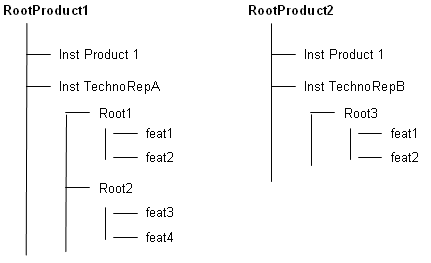 RootProduct1
Inst Product 1
Inst TechnoRepA
Root1
feat1
feat2
Root2
feat3
feat4
RootProduct2
Inst Product 1
Inst TechnoRepB
Root3
feat1
feat2